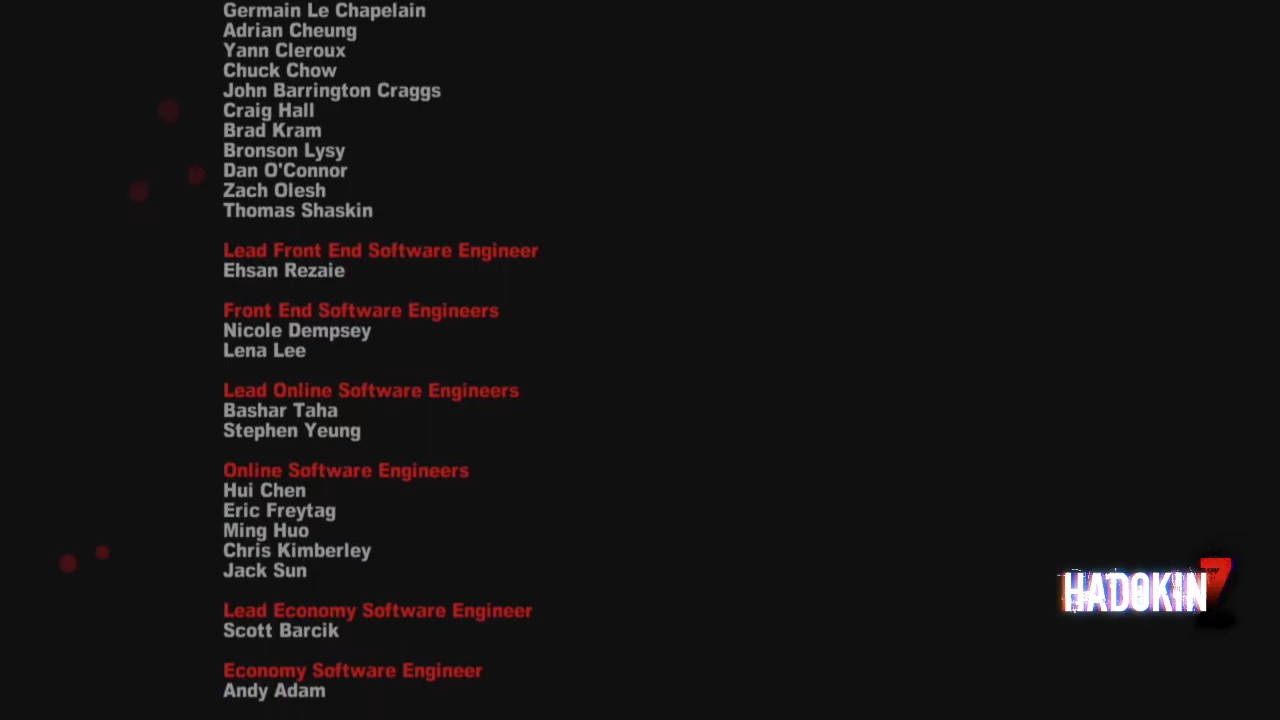 Germain Le Chapelain
Adrian Cheung
Yann Cleroux
Chuck Chow
John Barrington Craggs
Craig Hall
Brad Kram
Bronson Lysy
Dan O'Connor
Zach Olesh
Thomas Shaskin
Lead Front End Software Engineer
Ehsan Rezaie
Front End Software Engineers
Nicole Dempsey
Lena Lee
Lead Online Software Engineers
Bashar Taha
Stephen Yeung
Online Software Engineers
Hui Chen
Eric Freytag
Ming Huo
Chris Kimberley
Jack Sun
Lead Economy Software Engineer
Scott Barcik
Economy Software Engineer
Andy Adam
HADOKIN7